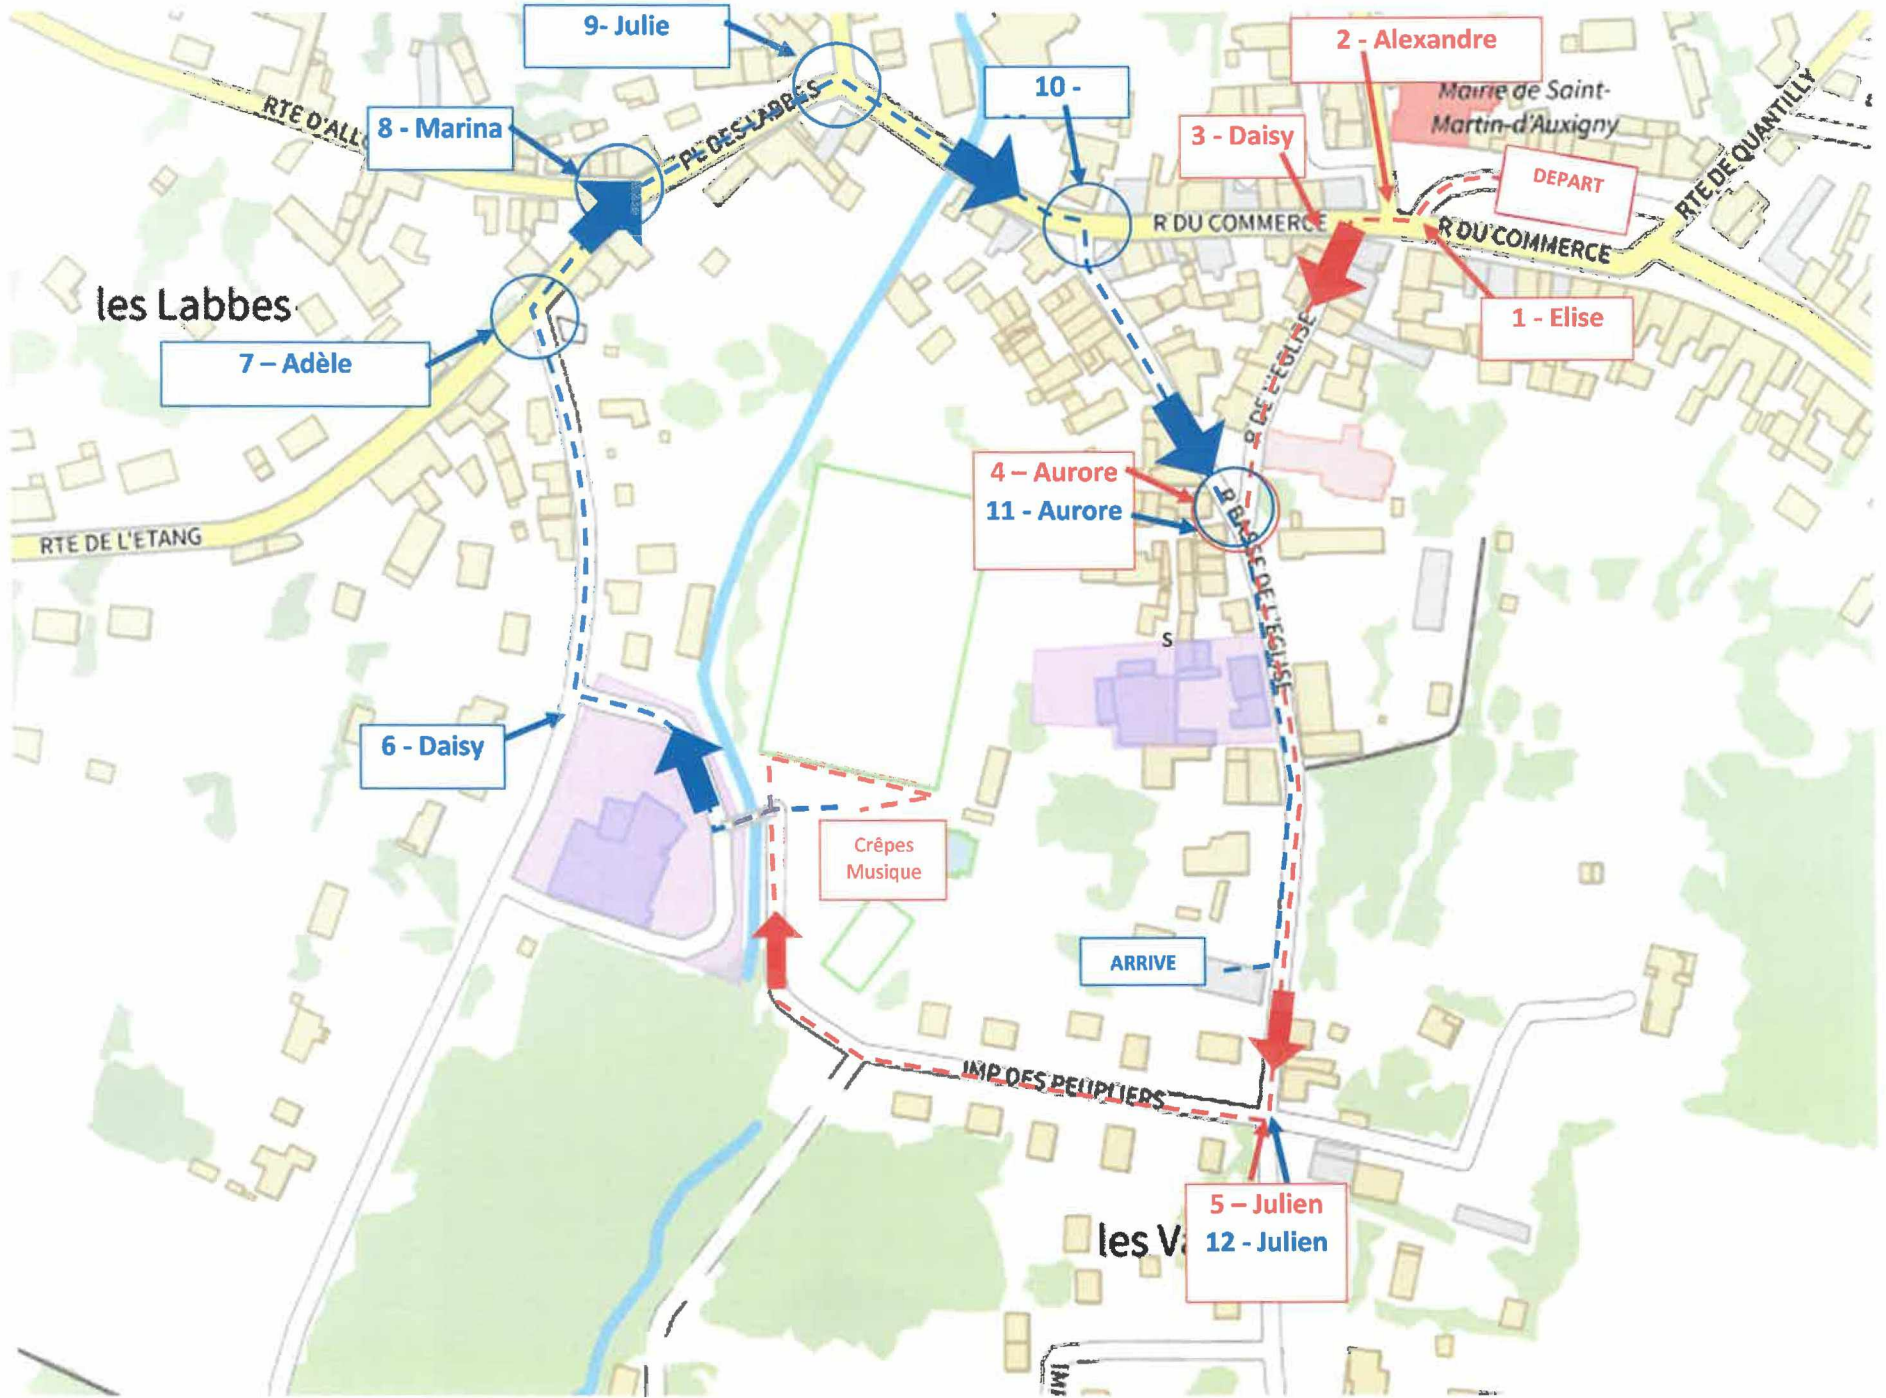 9- Julie
2 - Alexandre
10 -
Mairie de Saint-
Martin-d'Auxigny
RTE DE QUANTILLY
RTE D'ALLO
8 - Marina
PL DES LABBES
3 - Daisy
DEPART
R DU COMMERCE
R DU COMMERCE
les Labbes
1 - Elise
7 – Adèle
R DE L'EGLISE
4 – Aurore
11 - Aurore
RTE DE L'ETANG
R BASSE DE L'EGLISE
S
6 - Daisy
Crêpes
Musique
ARRIVE
IMP DES PEUPLIERS
5 – Julien
les Va
12 - Julien